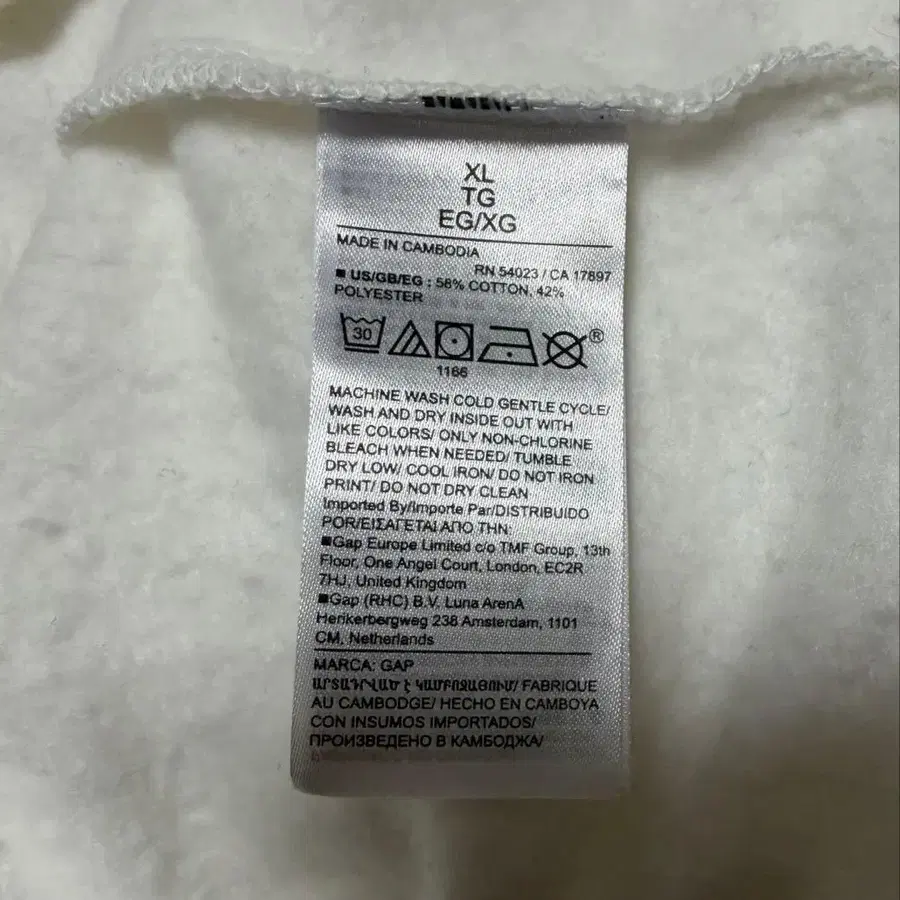 XL
TG
EG/XG
MADE IN CAMBODIA
RN 54023 / CA 17897
■ US/GB/EG : 58% COTTON, 42%
POLYESTER
30
®
1166
MACHINE WASH COLD GENTLE CYCLE/
WASH AND DRY INSIDE OUT WITH
LIKE COLORS/ ONLY NON-CHLORINE
BLEACH WHEN NEEDED/ TUMBLE
DRY LOW/ COOL IRON/ DO NOT IRON
PRINT/ DO NOT DRY CLEAN
Imported By/Importe Par/DISTRIBUIDO
POR/ΕΙΣΑΓΕΤΑΙ ΑΠΟ ΤΗΝ:
■Gap Europe Limited c/o TMF Group, 13th
Floor, One Angel Court, London, EC2R
7HJ, United Kingdom
■Gap (RHC) B.V. Luna ArenA
Herikerbergweg 238 Amsterdam, 1101
CM, Netherlands
MARCA: GAP
ԱՐՏԱԴՐՎԱԾ Է ԿԱՄԲՈՋԱՅՈՒՄ/ FABRIQUE
AU CAMBODGE/ HECHO EN CAMBOYA
CON INSUMOS IMPORTADOS/
ПРОИЗВЕДЕНО В КАМБОДЖА/